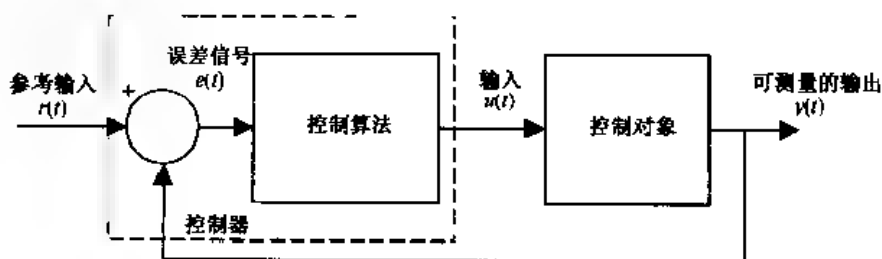 参考输入
r(t)
+
误差信号
e(t)
控制算法
控制器
输入
u(t)
控制对象
可测量的输出
y(t)